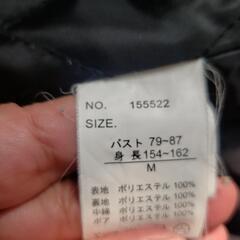 NO. 155522
SIZE.
バスト 79~87
身 長 154~162
M
表地 ポリエステル 100%
裏地 ポリエステル 100%
中綿 ポリエステル 100%
ボア ポリエステル 100%